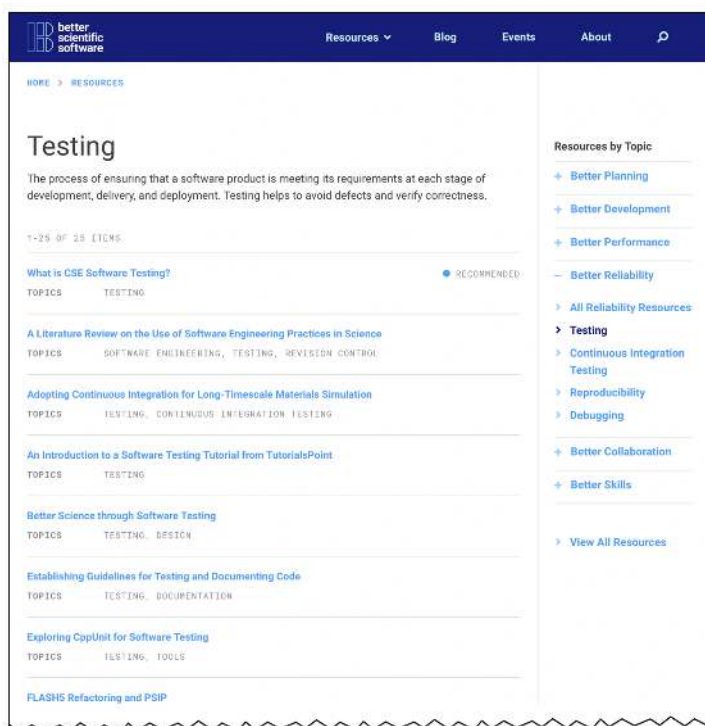 better
scientific
software
Resources Blog Events About
HOME > RESOURCES
Testing
The process of ensuring that a software product is meeting its requirements at each stage of
development, delivery, and deployment. Testing helps to avoid defects and verify correctness.
1-25 OF 25 ITEMS
What is CSE Software Testing? RECOMMENDED
TOPICS TESTING
A Literature Review on the Use of Software Engineering Practices in Science
TOPICS SOFTWARE ENGINEERING, TESTING, REVISION CONTROL
Adopting Continuous Integration for Long-Timescale Materials Simulation
TOPICS TESTING, CONTINUOUS INTEGRATION TESTING
An Introduction to a Software Testing Tutorial from TutorialsPoint
TOPICS TESTING
Better Science through Software Testing
TOPICS TESTING, DESIGN
Establishing Guidelines for Testing and Documenting Code
TOPICS TESTING, DOCUMENTATION
Exploring CppUnit for Software Testing
TOPICS TESTING, TOOLS
FLASH5 Refactoring and PSIP
Resources by Topic
+ Better Planning
+ Better Development
+ Better Performance
− Better Reliability
> All Reliability Resources
> Testing
> Continuous Integration
Testing
> Reproducibility
> Debugging
+ Better Collaboration
+ Better Skills
> View All Resources